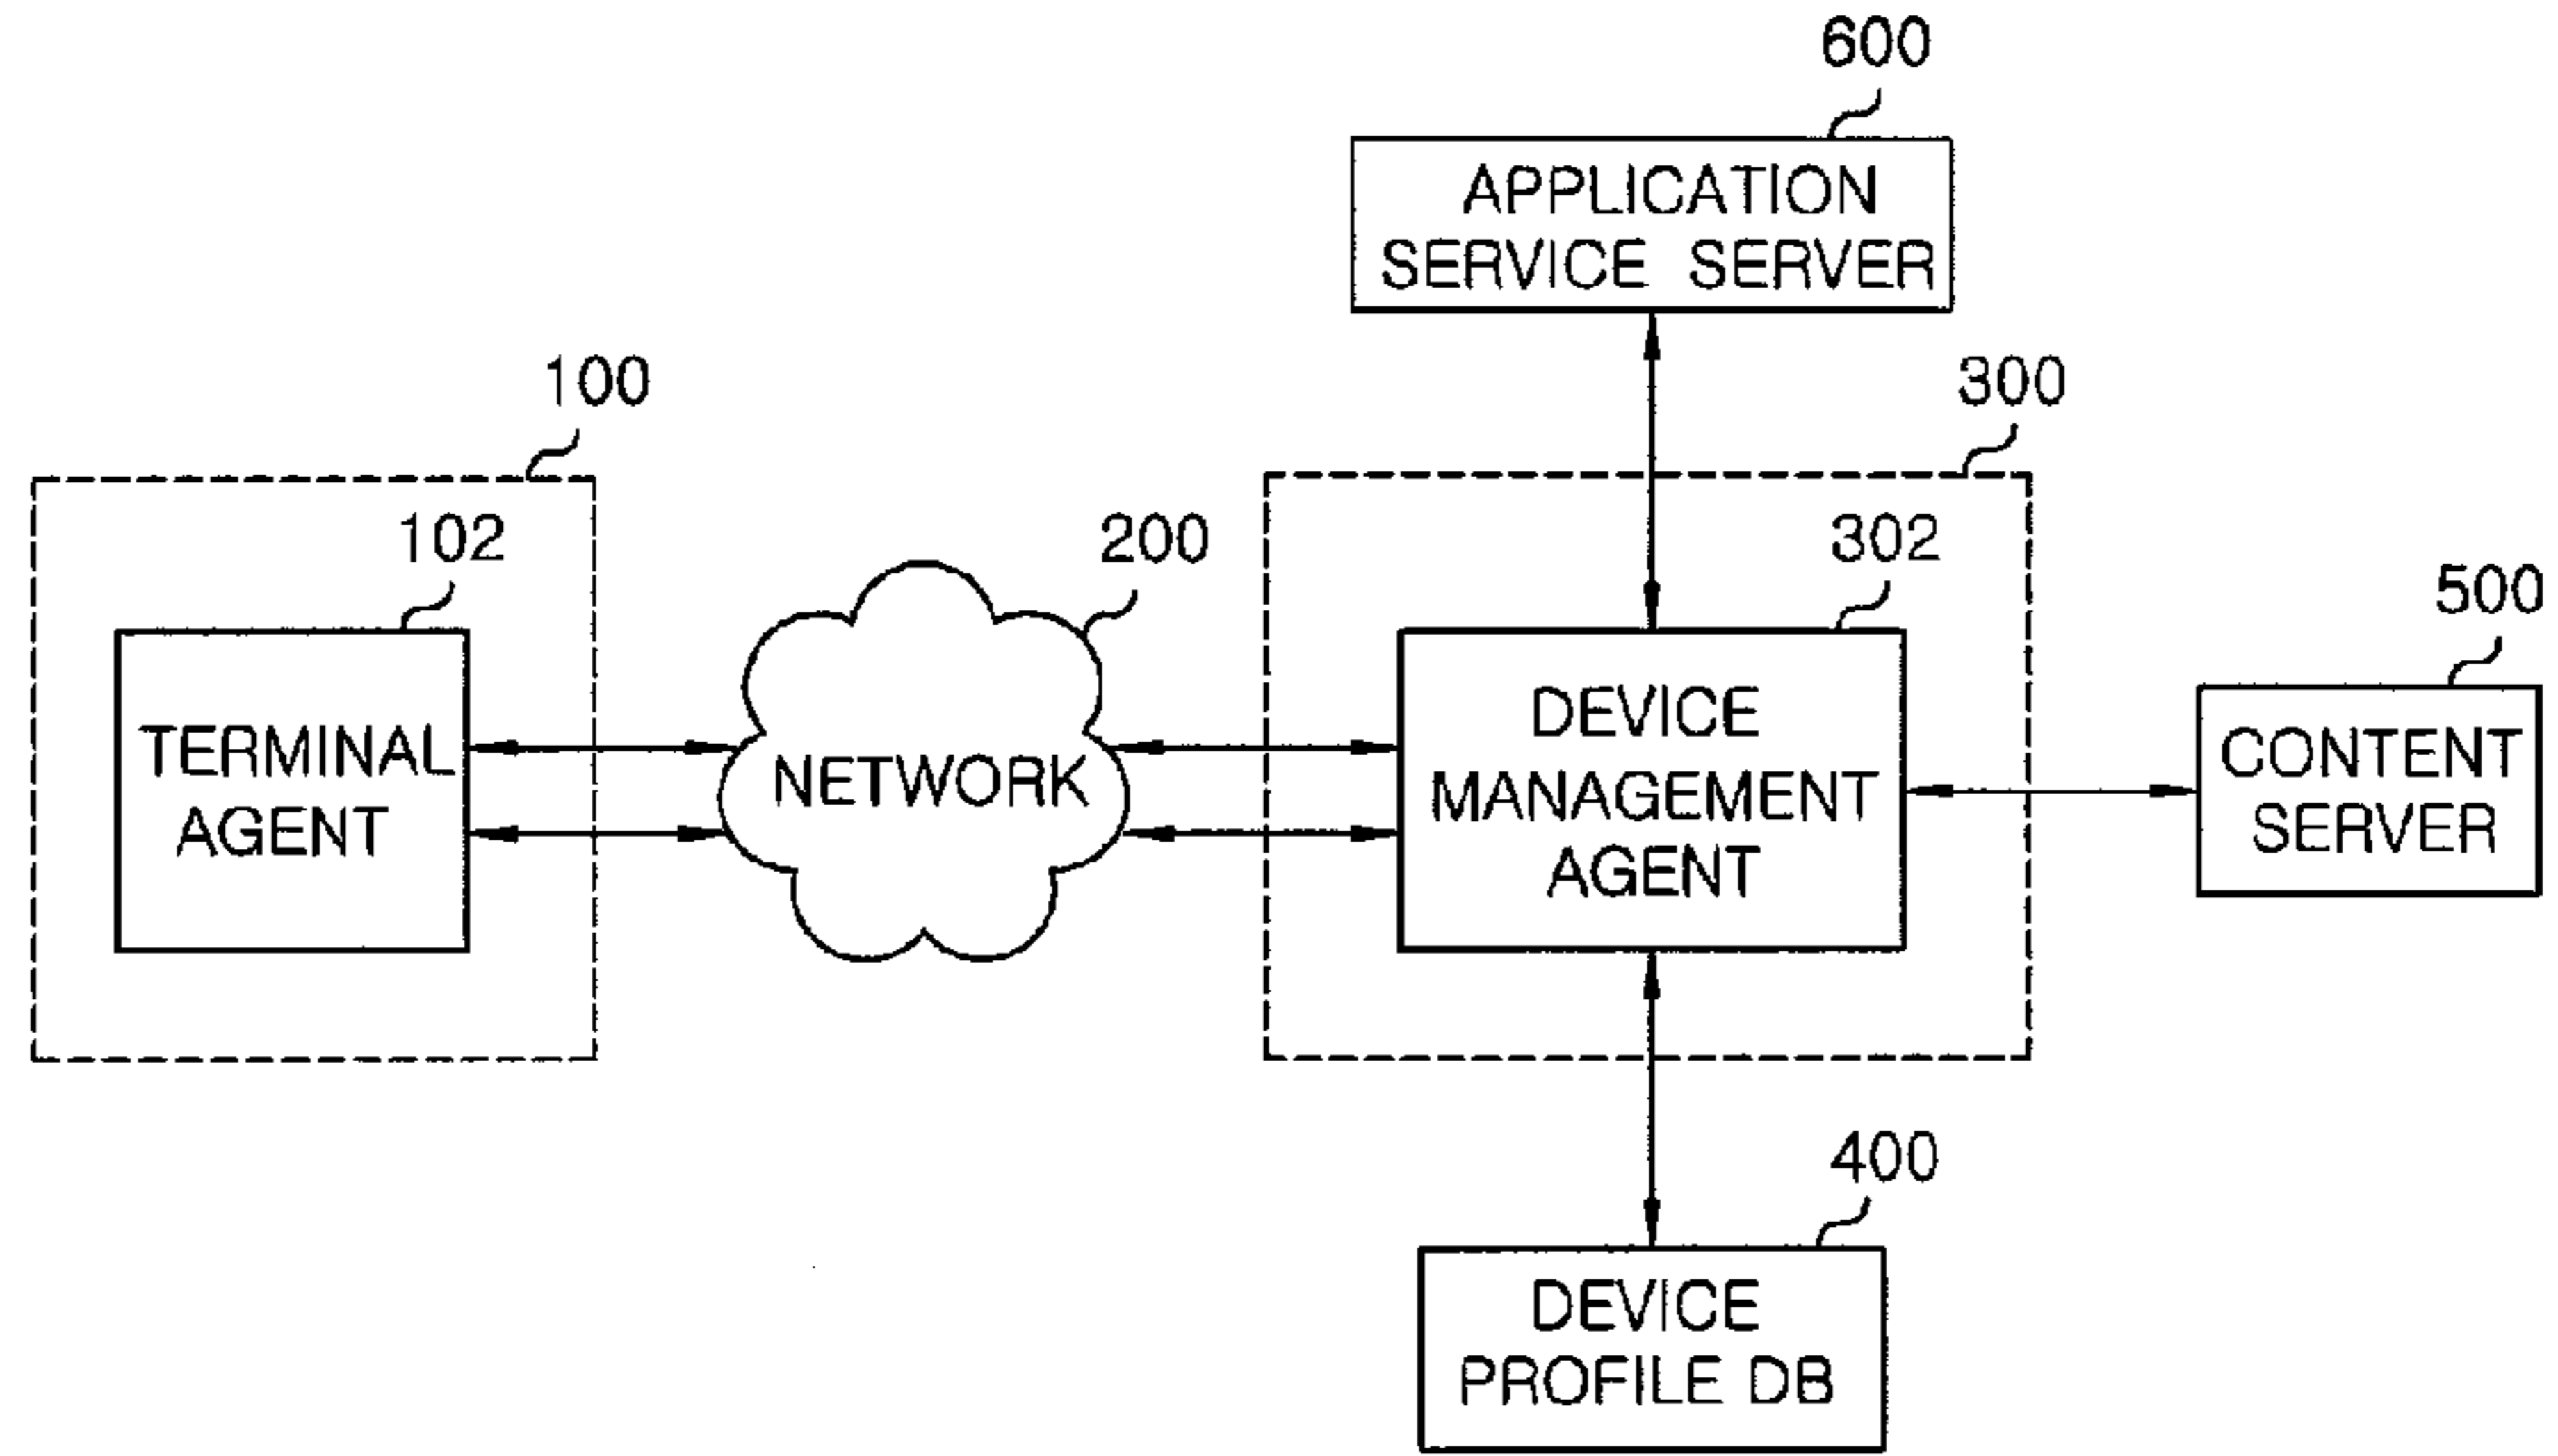 600
APPLICATION
SERVICE SERVER
100
300
102
200
302
500
TERMINAL
AGENT
NETWORK
DEVICE
MANAGEMENT
AGENT
CONTENT
SERVER
400
DEVICE
PROFILE DB